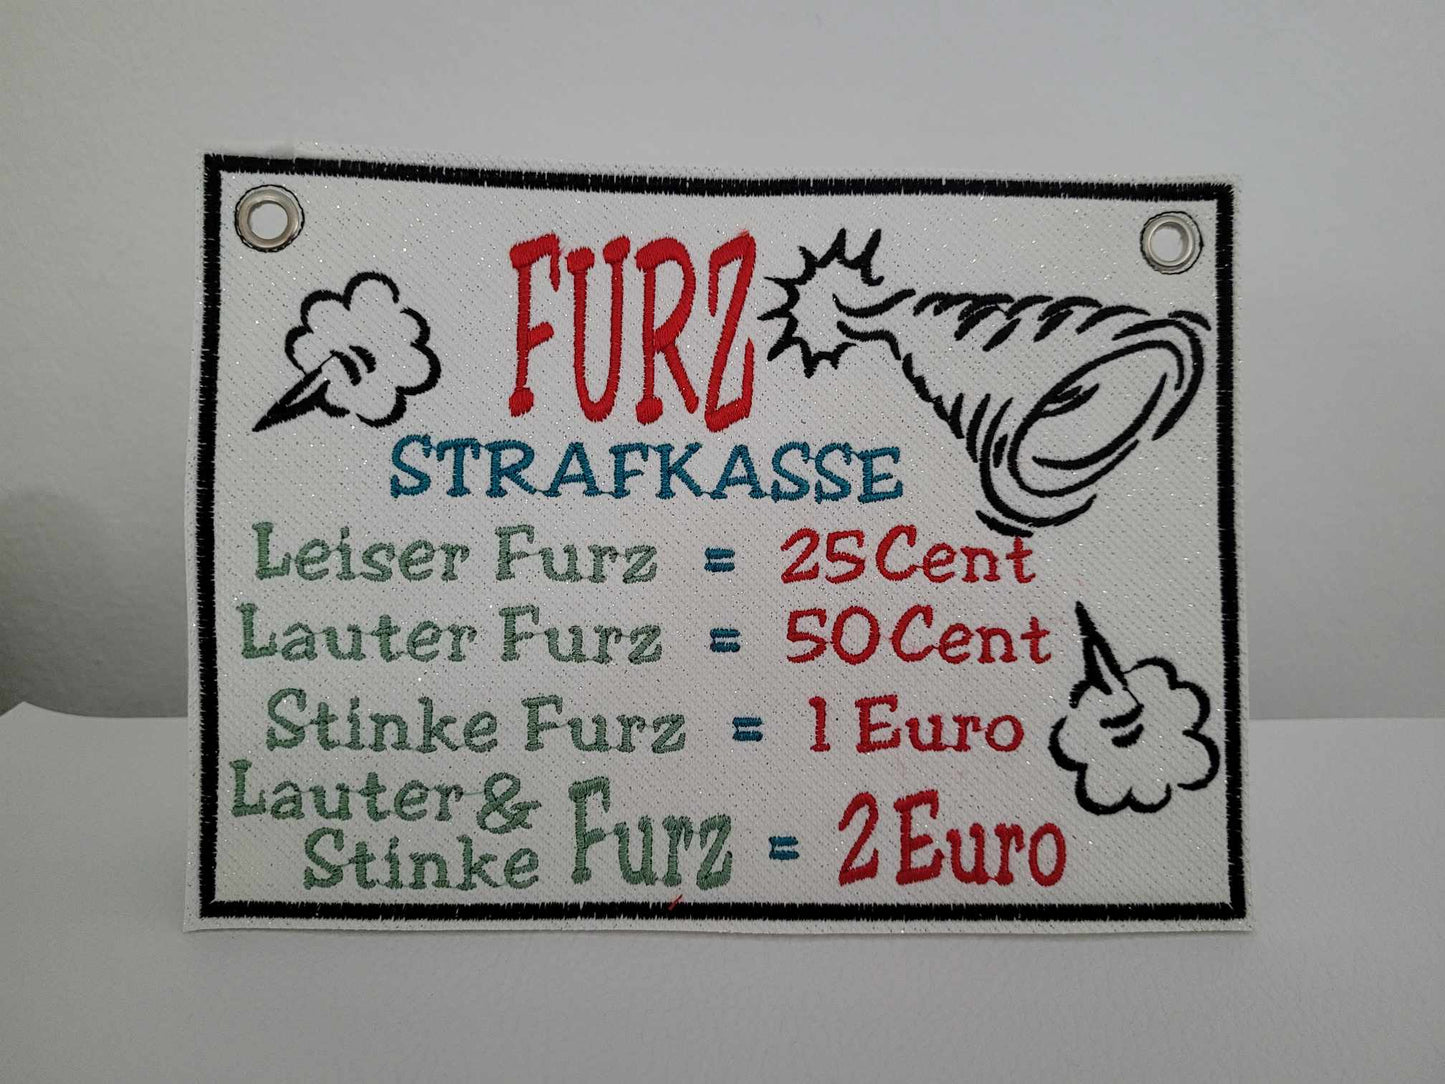 FURZ
STRAFKASSE
Leiser Furz = 25 Cent
Lauter Furz = 50 Cent
Stinke Furz = 1 Euro
Lauter &
Stinke Furz = 2 Euro